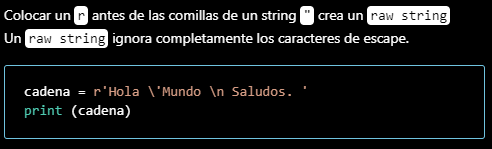 Colocar un r antes de las comillas de un string " crea un raw string
Un raw string ignora completamente los caracteres de escape.
cadena = r'Hola \'Mundo \n Saludos. '
print (cadena)